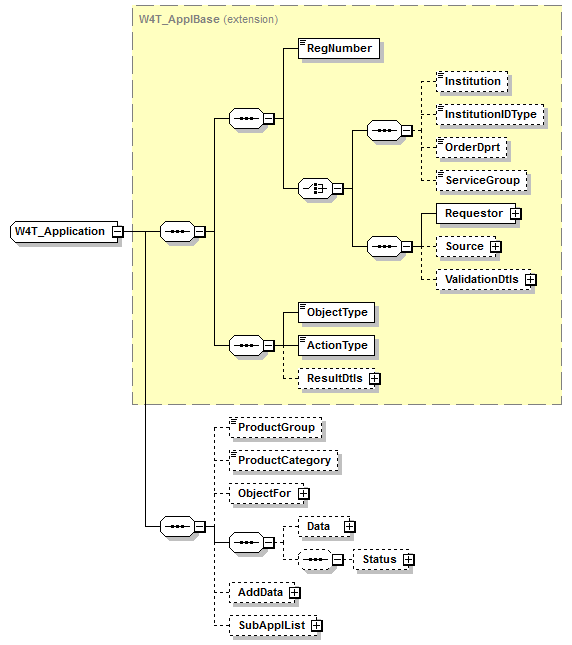 W4T_ApplBase (extension)
RegNumber
Institution
InstitutionIDType
OrderDprt
ServiceGroup
Requestor
W4T_Application
Source
ValidationDtls
ObjectType
ActionType
ResultDtls
ProductGroup
ProductCategory
ObjectFor
Data
Status
AddData
SubApplList